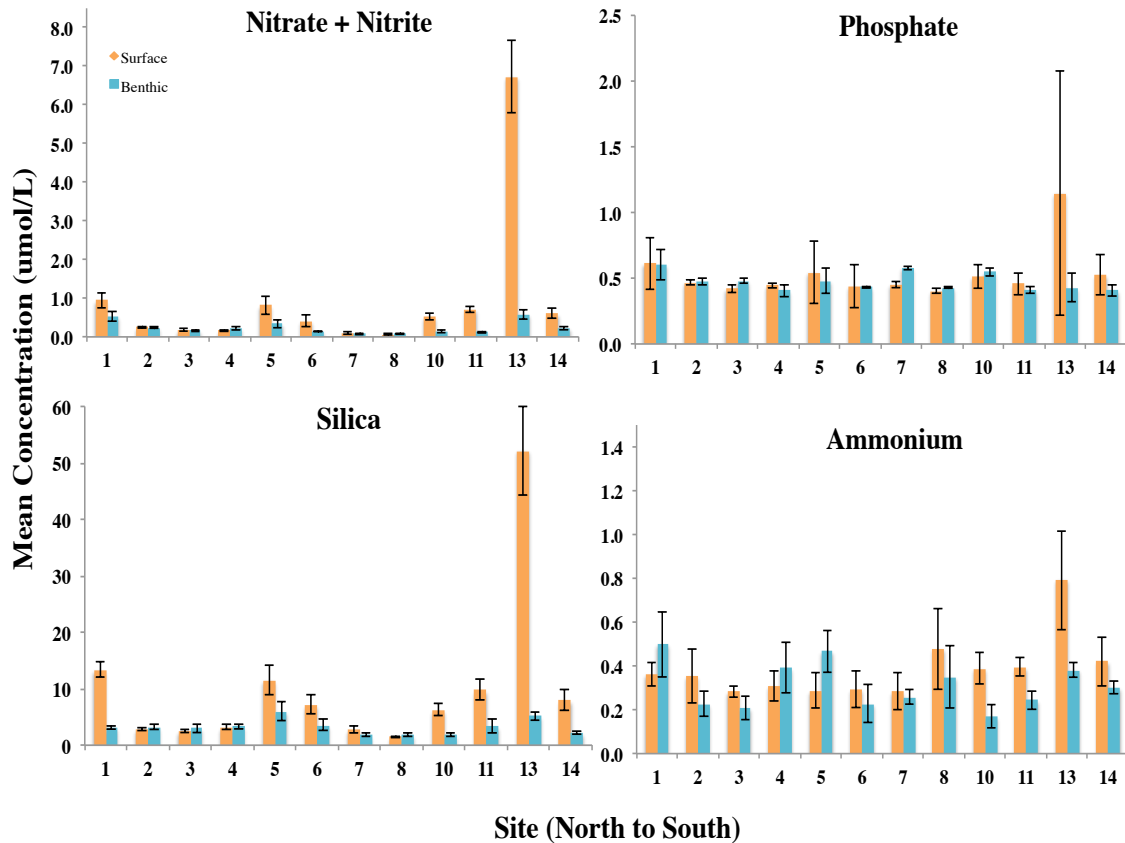 Nitrate + Nitrite
8.0
7.0
6.0
5.0
4.0
3.0
2.0
1.0
0.0
Surface
Benthic
1 2 3 4 5 6 7 8 10 11 13 14
Phosphate
2.5
2.0
1.5
1.0
0.5
0.0
1 2 3 4 5 6 7 8 10 11 13 14
Mean Concentration (umol/L)
Silica
60
50
40
30
20
10
0
1 2 3 4 5 6 7 8 10 11 13 14
Ammonium
1.4
1.2
1.0
0.8
0.6
0.4
0.2
0.0
1 2 3 4 5 6 7 8 10 11 13 14
Site (North to South)